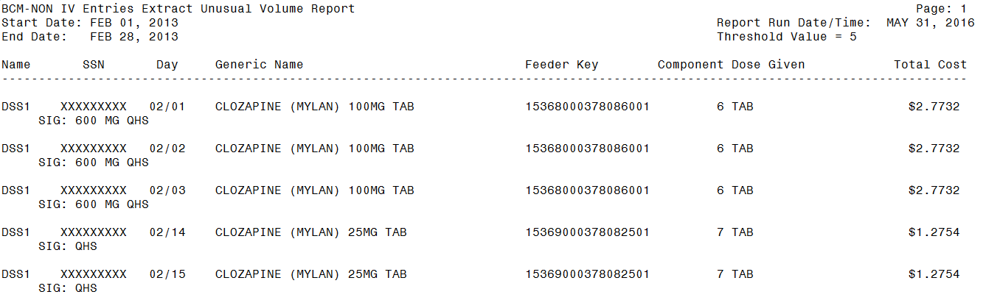 BCM-NON IV Entries Extract Unusual Volume Report Page: 1
Start Date: FEB 01, 2013 Report Run Date/Time: MAY 31, 2016
End Date: FEB 28, 2013 Threshold Value = 5
Name SSN Day Generic Name Feeder Key Component Dose Given Total Cost
-----------------------------------------------------------------------------------------------------------------------------------
DSS1 XXXXXXXXX 02/01 CLOZAPINE (MYLAN) 100MG TAB 15368000378086001 6 TAB $2.7732
SIG: 600 MG QHS
DSS1 XXXXXXXXX 02/02 CLOZAPINE (MYLAN) 100MG TAB 15368000378086001 6 TAB $2.7732
SIG: 600 MG QHS
DSS1 XXXXXXXXX 02/03 CLOZAPINE (MYLAN) 100MG TAB 15368000378086001 6 TAB $2.7732
SIG: 600 MG QHS
DSS1 XXXXXXXXX 02/14 CLOZAPINE (MYLAN) 25MG TAB 15369000378082501 7 TAB $1.2754
SIG: QHS
DSS1 XXXXXXXXX 02/15 CLOZAPINE (MYLAN) 25MG TAB 15369000378082501 7 TAB $1.2754
SIG: QHS